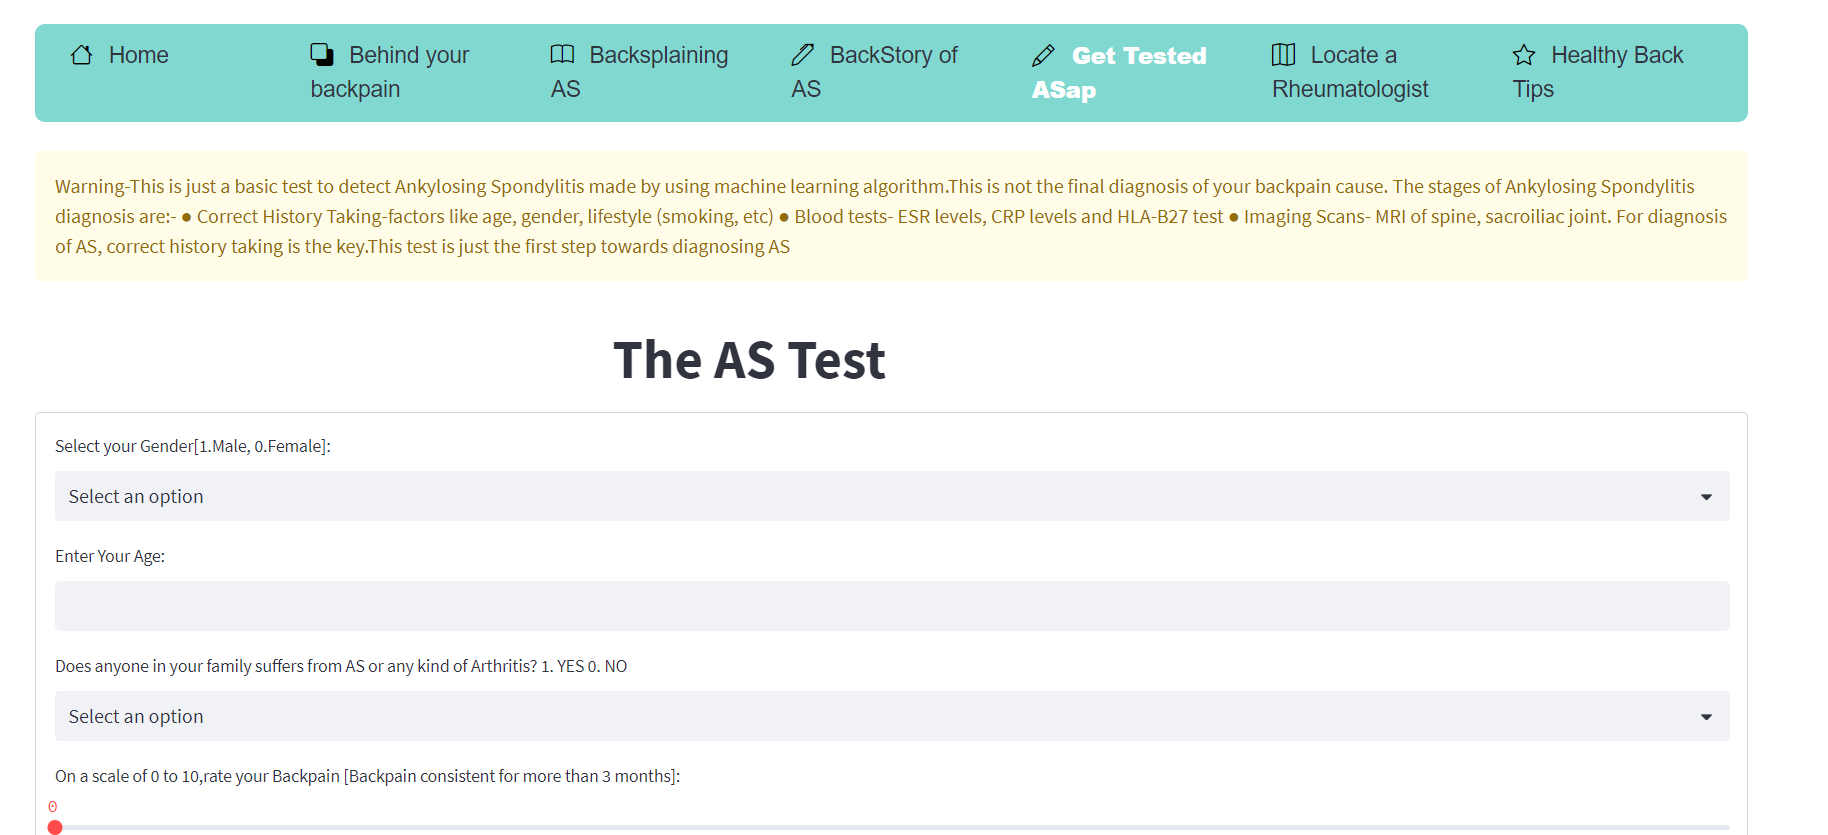 Home
Behind your
backpain
Backsplaining
AS
BackStory of
AS
Get Tested
ASap
Locate a
Rheumatologist
Healthy Back
Tips
Warning-This is just a basic test to detect Ankylosing Spondylitis made by using machine learning algorithm.This is not the final diagnosis of your backpain cause. The stages of Ankylosing Spondylitis
diagnosis are:- ● Correct History Taking-factors like age, gender, lifestyle (smoking, etc) ● Blood tests- ESR levels, CRP levels and HLA-B27 test ● Imaging Scans- MRI of spine, sacroiliac joint. For diagnosis
of AS, correct history taking is the key.This test is just the first step towards diagnosing AS
The AS Test
Select your Gender[1.Male, 0.Female]:
Select an option
Enter Your Age:
Does anyone in your family suffers from AS or any kind of Arthritis? 1. YES 0. NO
Select an option
On a scale of 0 to 10,rate your Backpain [Backpain consistent for more than 3 months]:
0